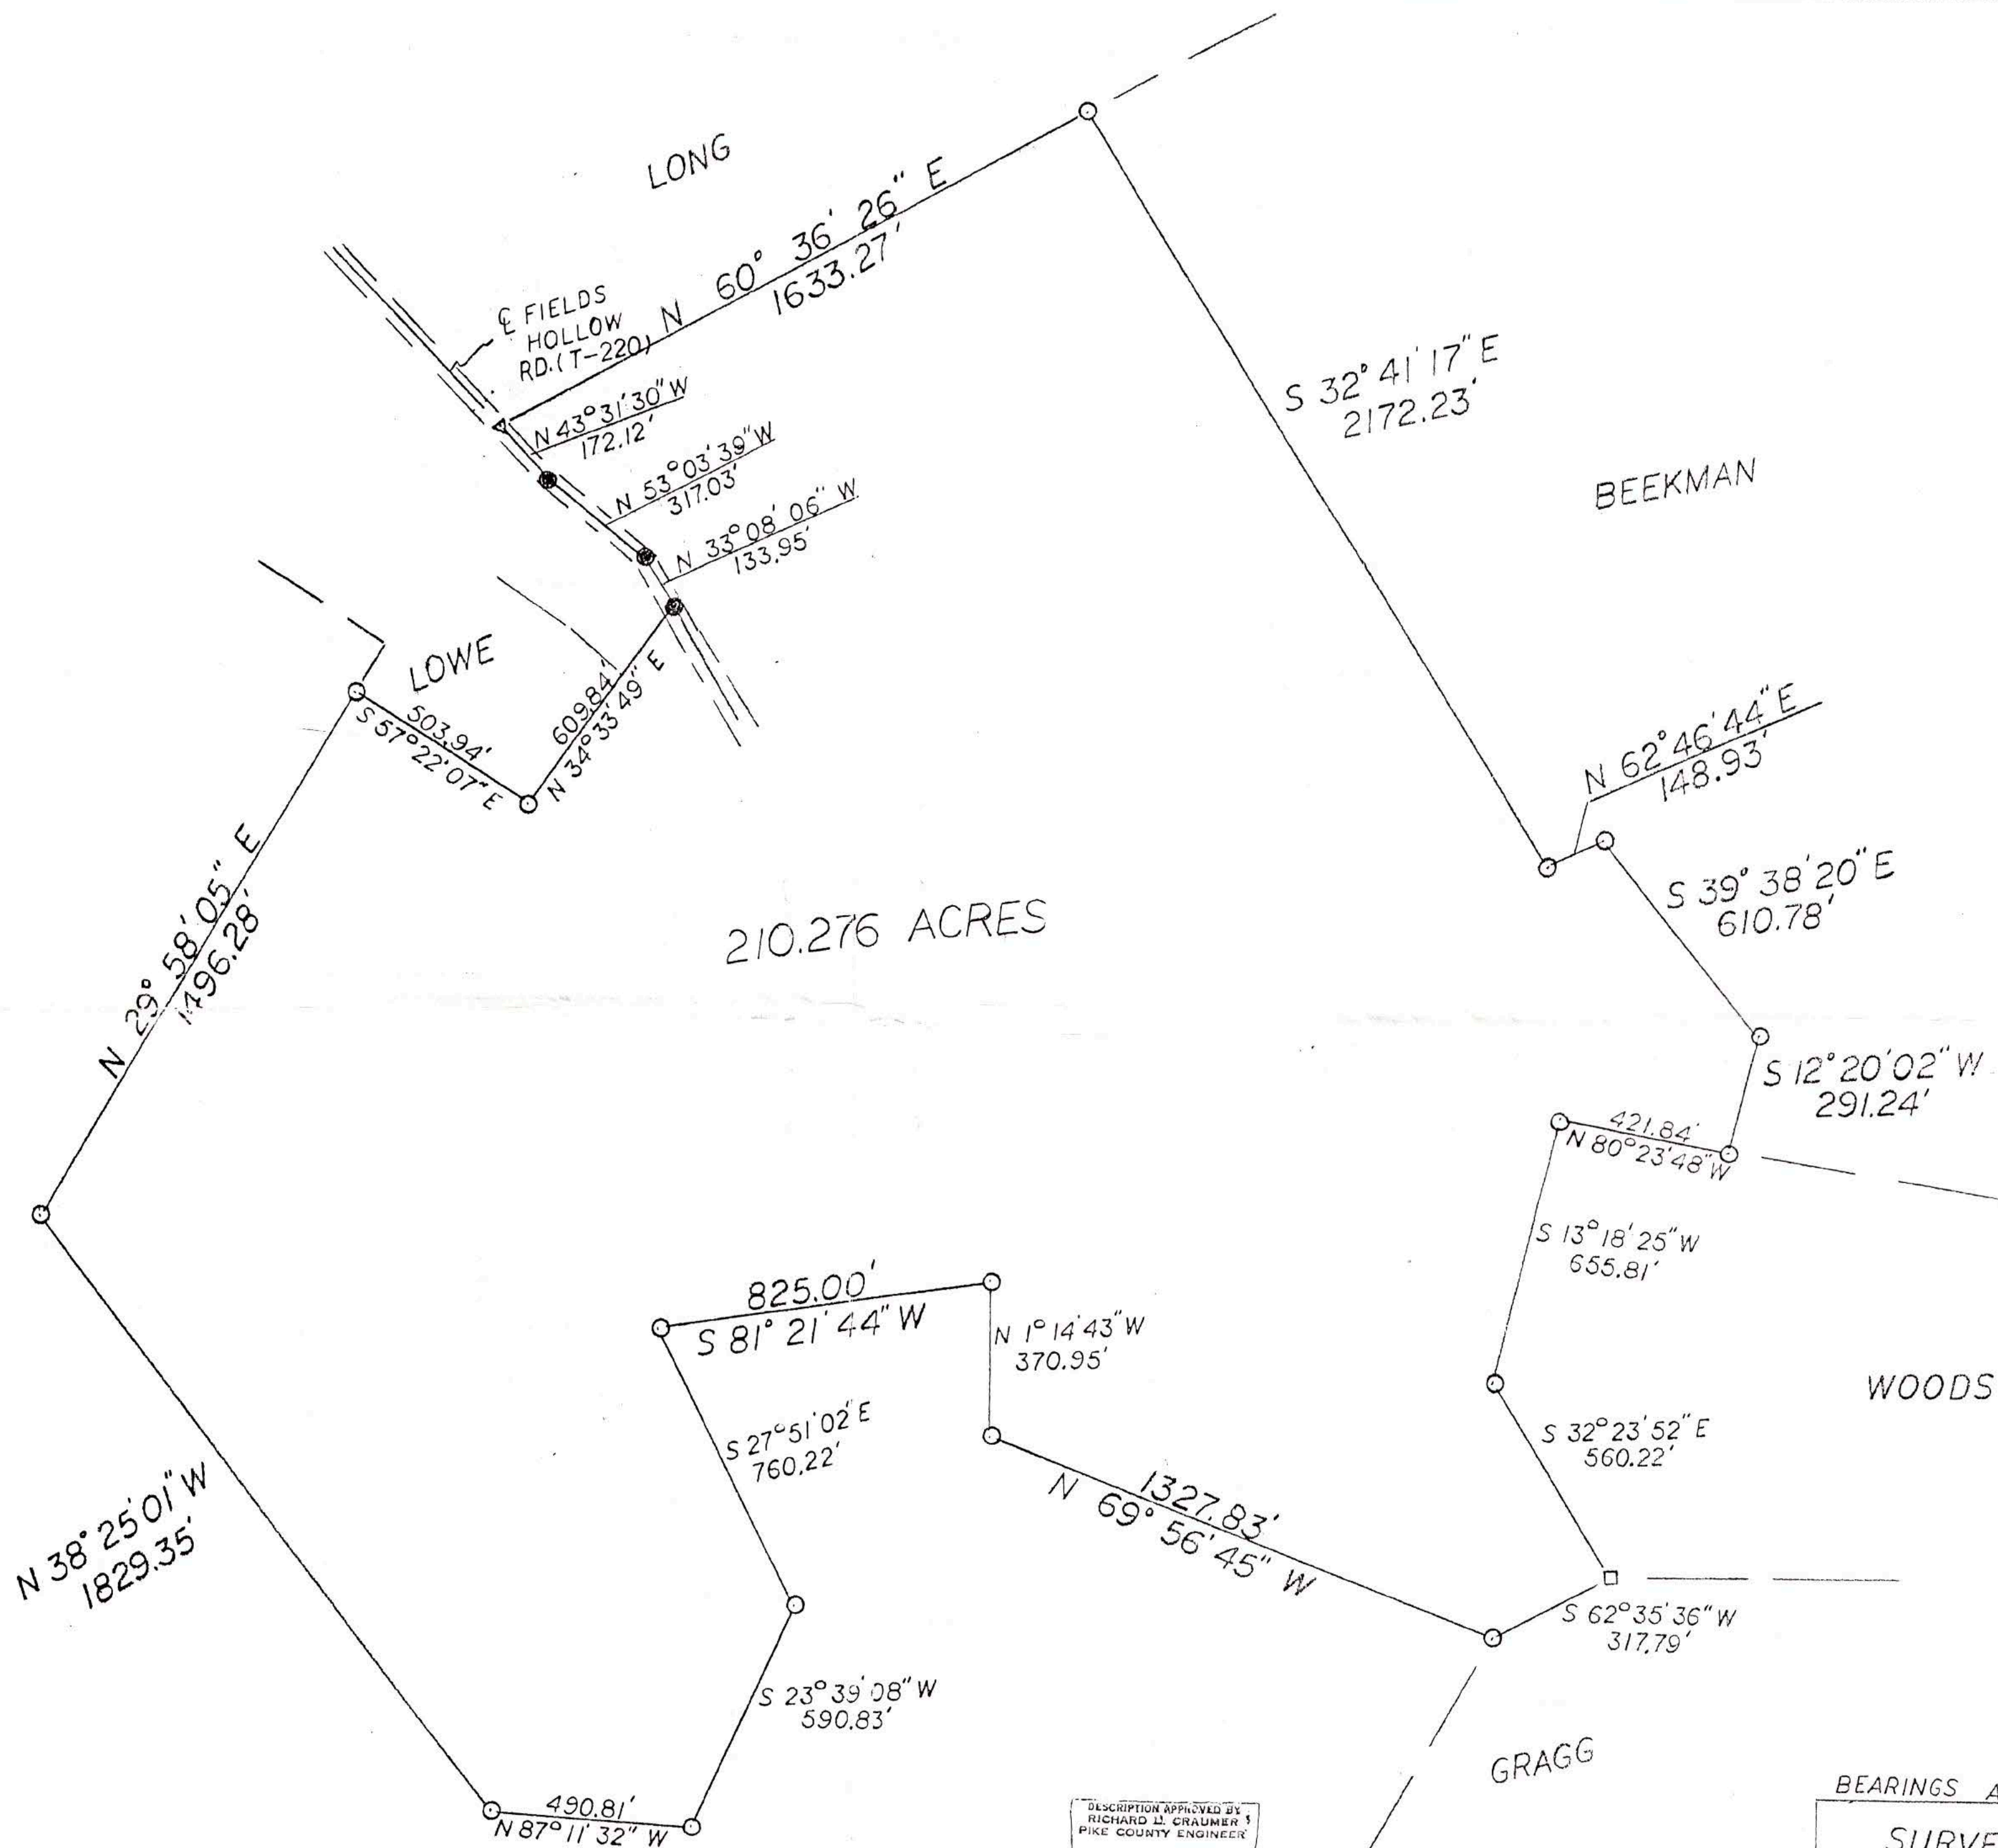 LONG
N 60° 36' 26" E
1633.27'
℄ FIELDS
HOLLOW
RD. (T-220)
N 43° 31' 30" W
172.12'
N 53° 03' 39" W
317.03'
N 33° 08' 06" W
133.95'
S 32° 41' 17" E
2172.23'
BEEKMAN
LOWE
503.94'
S 57° 22' 07" E
609.84'
N 34° 33' 49" E
N 62° 46' 44" E
148.93'
S 39° 38' 20" E
610.78'
N 29° 58' 05" E
1496.28'
210.276 ACRES
S 12° 20' 02" W
291.24'
421.84'
N 80° 23' 48" W
S 13° 18' 25" W
655.81'
825.00'
S 81° 21' 44" W
N 1° 14' 43" W
370.95'
WOODS
S 27° 51' 02" E
760.22'
S 32° 23' 52" E
560.22'
1327.83'
N 69° 56' 45" W
N 38° 25' 01" W
1829.35'
S 62° 35' 36" W
317.79'
S 23° 39' 08" W
590.83'
GRAGG
490.81'
N 87° 11' 32" W
DESCRIPTION APPROVED BY
RICHARD D. CRAUMER
PIKE COUNTY ENGINEER
BEARINGS A
SURVE